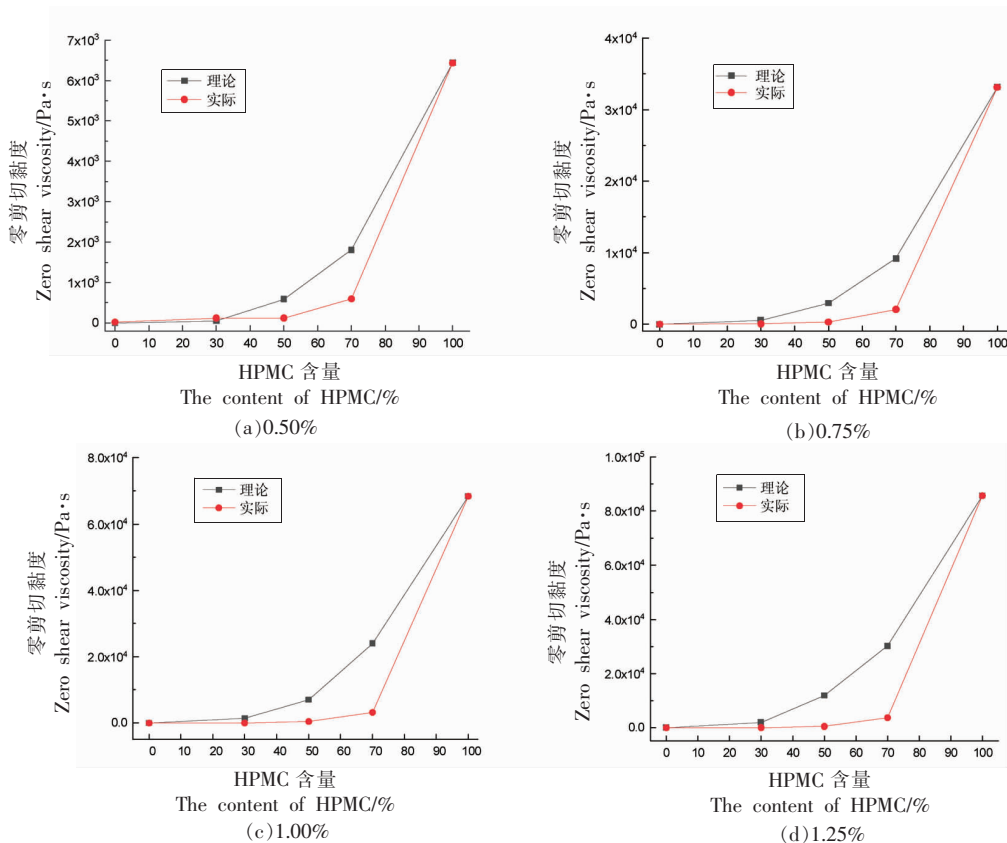 7x10³
6x10³
5x10³
4x10³
3x10³
2x10³
1x10³
0
理论
实际
零剪切黏度
Zero shear viscosity/Pa·s
0 10 20 30 40 50 60 70 80 90 100
HPMC 含量
The content of HPMC/%
(a)0.50%
4x10⁴
3x10⁴
2x10⁴
1x10⁴
0
理论
实际
零剪切黏度
Zero shear viscosity/Pa·s
0 10 20 30 40 50 60 70 80 90 100
HPMC 含量
The content of HPMC/%
(b)0.75%
8.0x10⁴
6.0x10⁴
4.0x10⁴
2.0x10⁴
0.0
理论
实际
零剪切黏度
Zero shear viscosity/Pa·s
0 10 20 30 40 50 60 70 80 90 100
HPMC 含量
The content of HPMC/%
(c)1.00%
1.0x10⁵
8.0x10⁴
6.0x10⁴
4.0x10⁴
2.0x10⁴
0.0
理论
实际
零剪切黏度
Zero shear viscosity/Pa·s
0 10 20 30 40 50 60 70 80 90 100
HPMC 含量
The content of HPMC/%
(d)1.25%